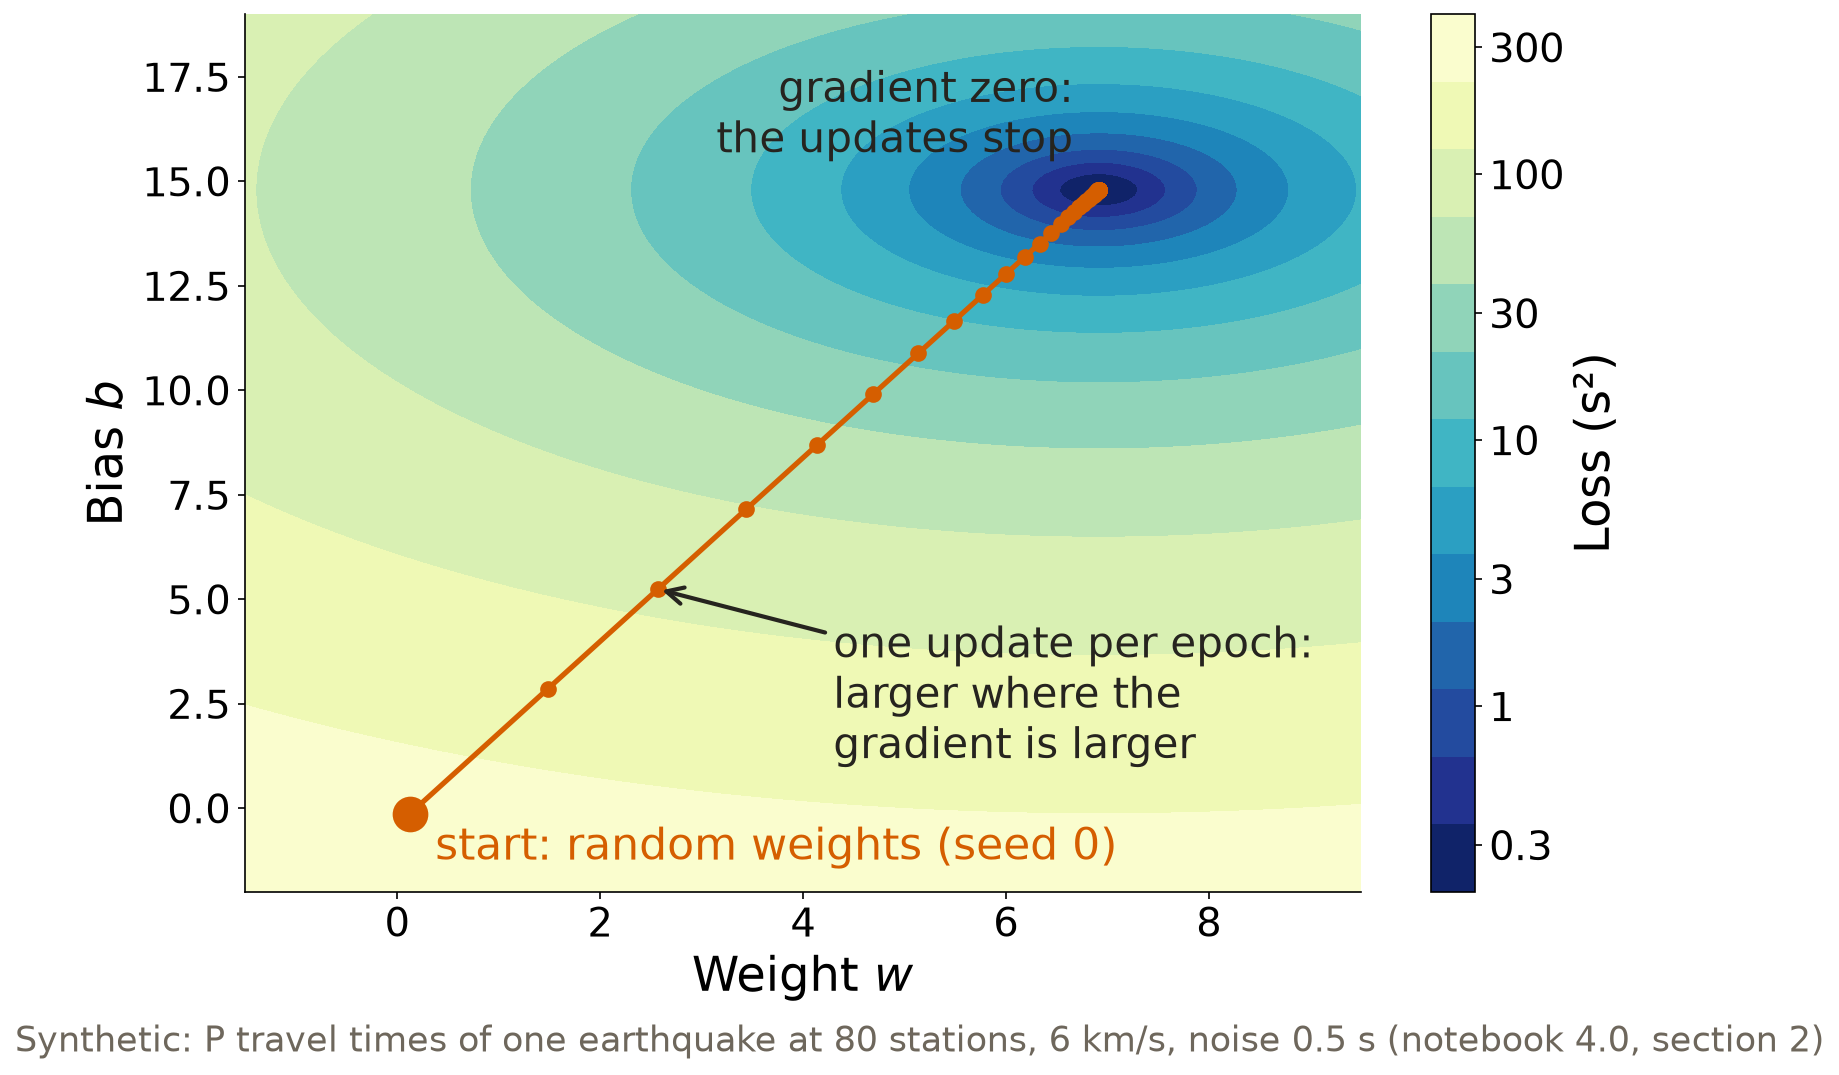 17.5
15.0
12.5
10.0
7.5
5.0
2.5
0.0
Bias b
gradient zero:
the updates stop
one update per epoch:
larger where the
gradient is larger
start: random weights (seed 0)
0 2 4 6 8
Weight w
300
100
30
10
3
1
0.3
Loss (s²)
Synthetic: P travel times of one earthquake at 80 stations, 6 km/s, noise 0.5 s (notebook 4.0, section 2)